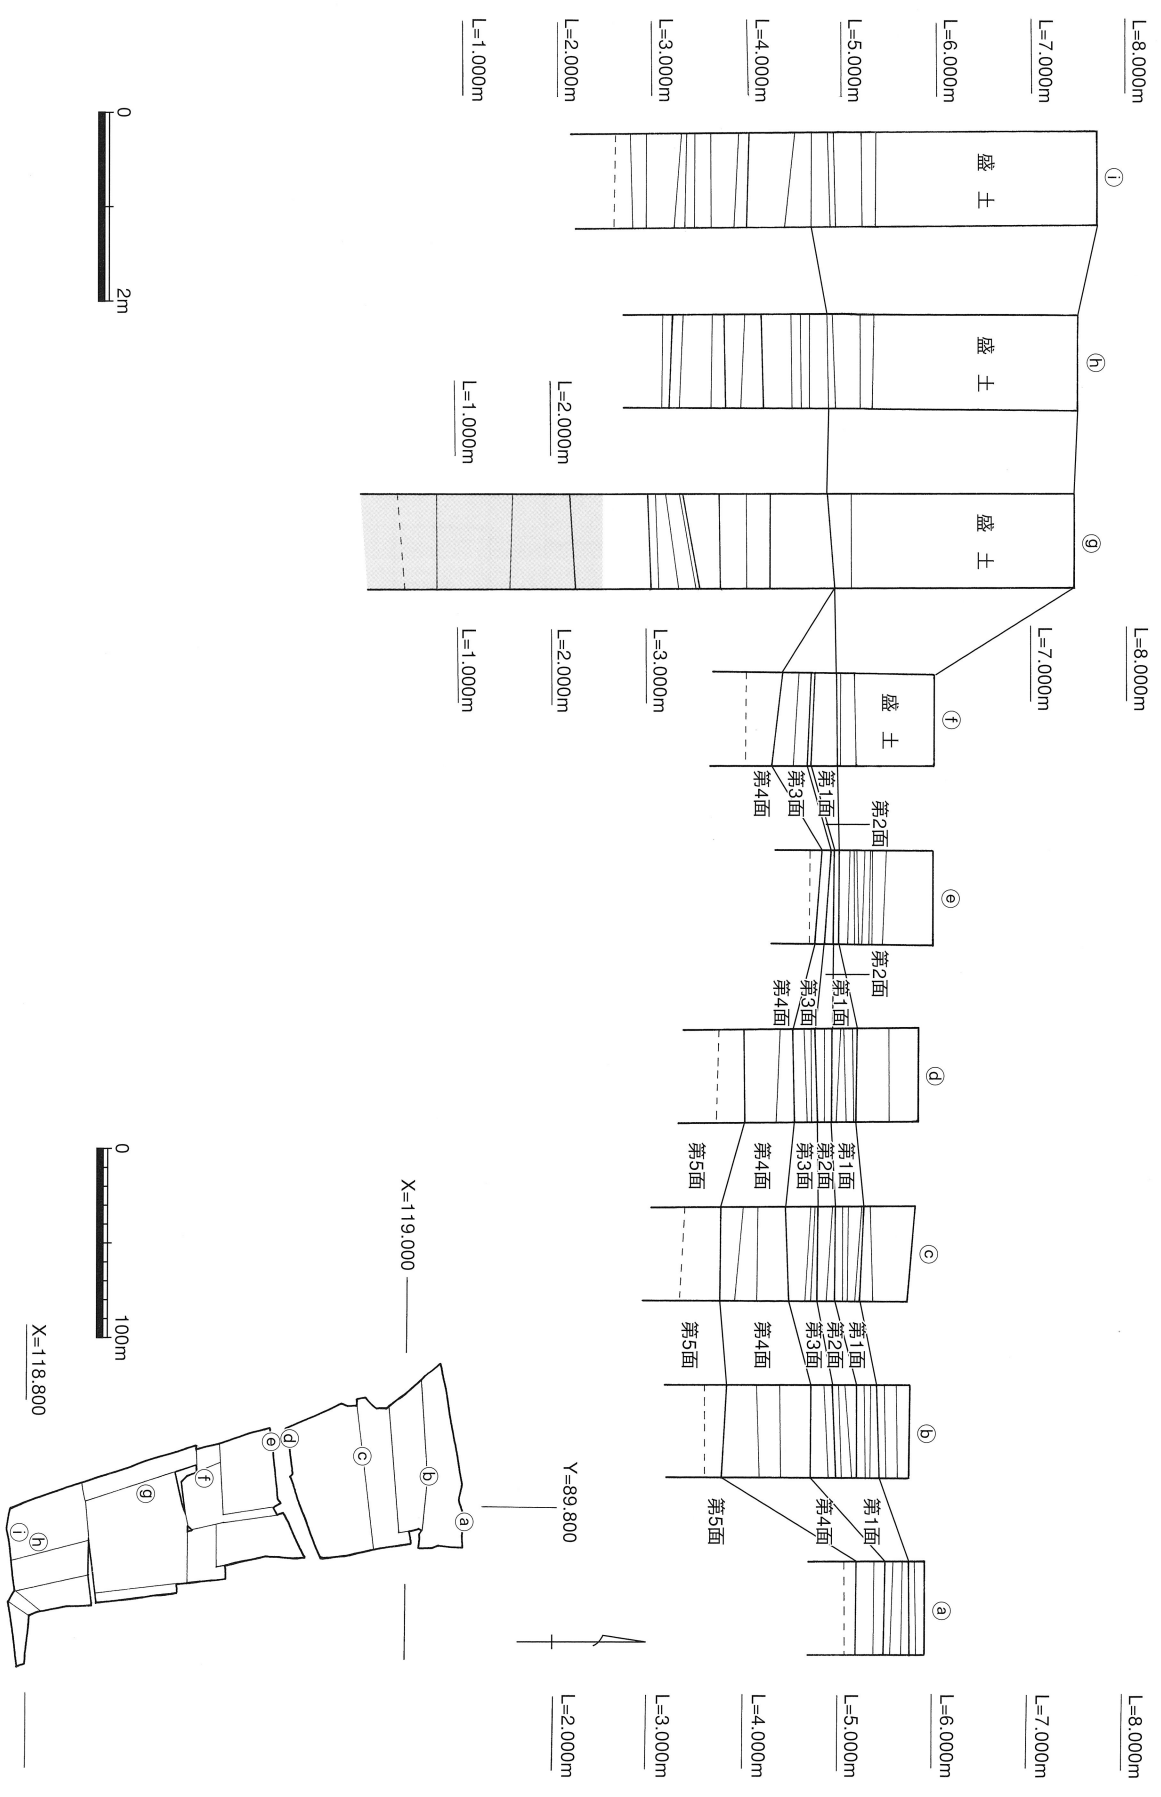 L=8.000m
L=7.000m
L=6.000m
L=5.000m
L=4.000m
L=3.000m
L=2.000m
L=1.000m
ⓘ
盛土
ⓗ
盛土
L=2.000m
L=1.000m
ⓖ
盛土
L=8.000m
L=7.000m
L=3.000m
L=2.000m
L=1.000m
ⓕ
盛土
第2面
第1面
第3面
第4面
ⓔ
第2面
第1面
第3面
第4面
ⓓ
第1面
第2面
第3面
第4面
第5面
ⓒ
第1面
第2面
第3面
第4面
第5面
ⓑ
第1面
第4面
第5面
ⓐ
L=8.000m
L=7.000m
L=6.000m
L=5.000m
L=4.000m
L=3.000m
L=2.000m
0 2m
0 100m
X=119.000
X=118.800
Y=89.800
ⓐ
ⓑ
ⓒ
ⓓ
ⓔ
ⓕ
ⓖ
ⓗ
ⓘ